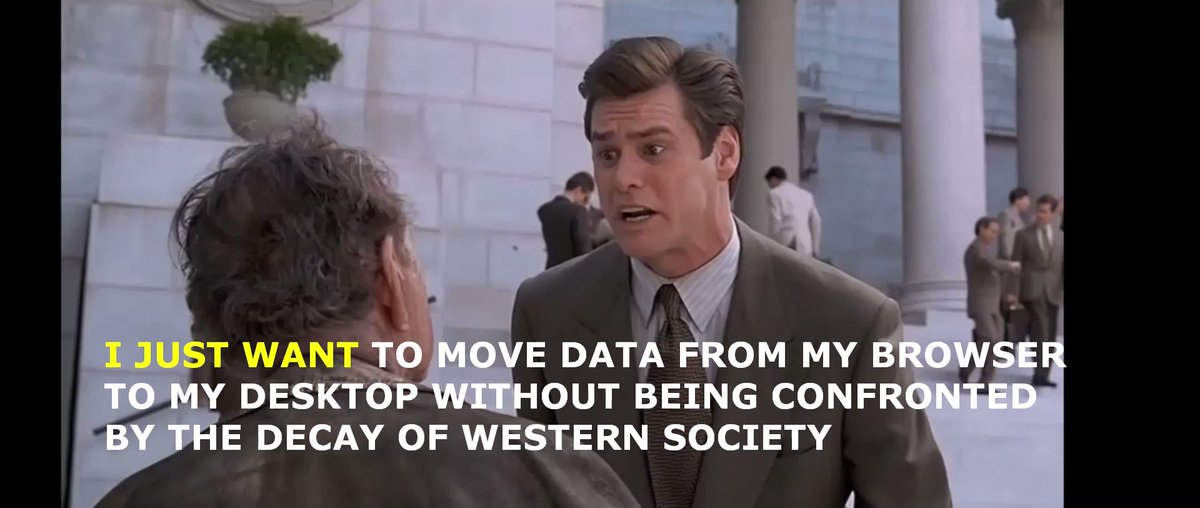 I JUST WANT TO MOVE DATA FROM MY BROWSER
TO MY DESKTOP WITHOUT BEING CONFRONTED
BY THE DECAY OF WESTERN SOCIETY